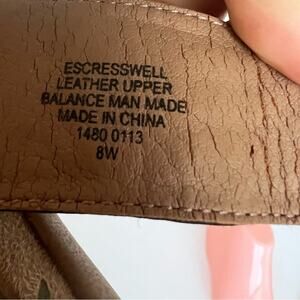 ESCRESSWELL
LEATHER UPPER
BALANCE MAN MADE
MADE IN CHINA
1480 0113
8W